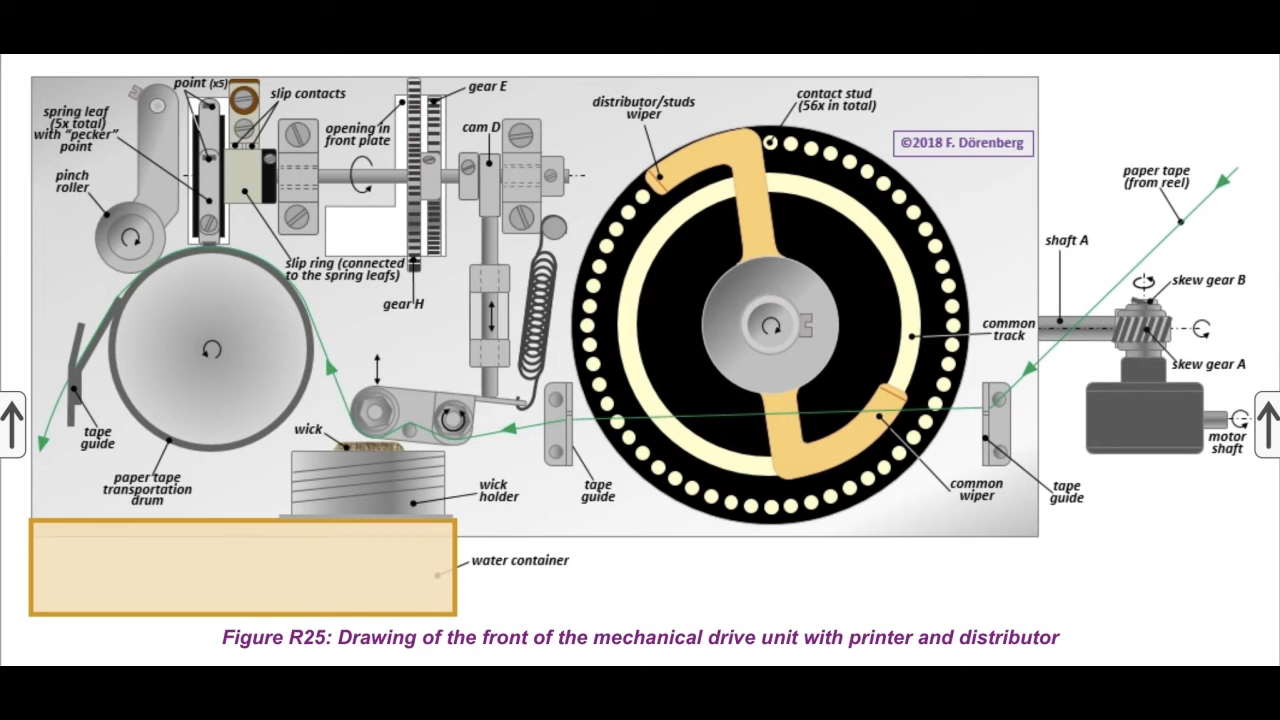 point (x5)
slip contacts
gear E
spring leaf
(5x total)
with "pecker"
point
opening in
front plate
cam D
distributor/studs
wiper
contact stud
(56x in total)
©2018 F. Dörenberg
pinch
roller
paper tape
(from reel)
shaft A
slip ring (connected
to the spring leafs)
gear H
skew gear B
common
track
skew gear A
tape
guide
wick
motor
shaft
paper tape
transportation
drum
wick
holder
tape
guide
common
wiper
tape
guide
water container
Figure R25: Drawing of the front of the mechanical drive unit with printer and distributor